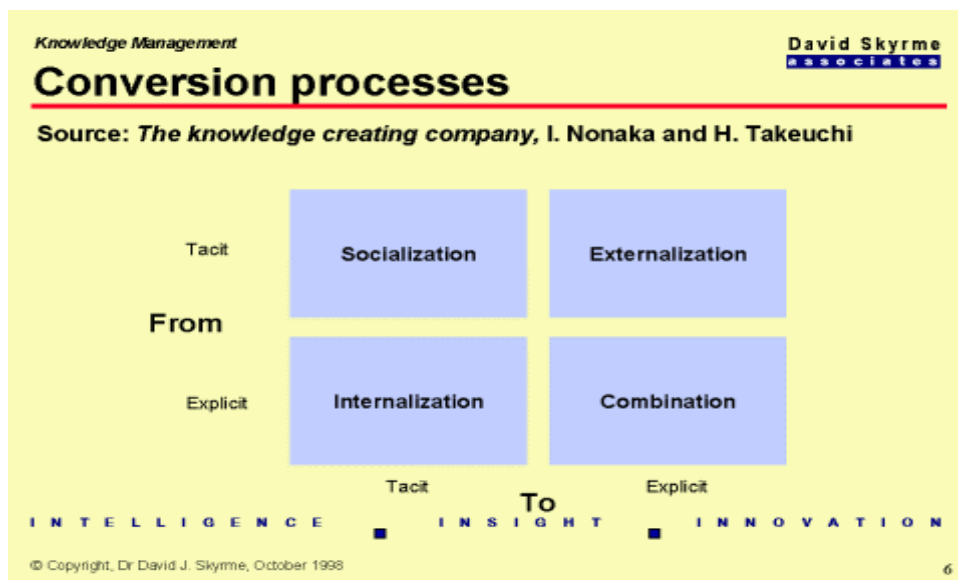 Knowledge Management
David Skyrme
associates
Conversion processes
Source: The knowledge creating company, I. Nonaka and H. Takeuchi
Tacit
Socialization
Externalization
From
Explicit
Internalization
Combination
Tacit
Explicit
To
INTELLIGENCE INSIGHT INNOVATION
© Copyright, Dr David J. Skyrme, October 1998
6